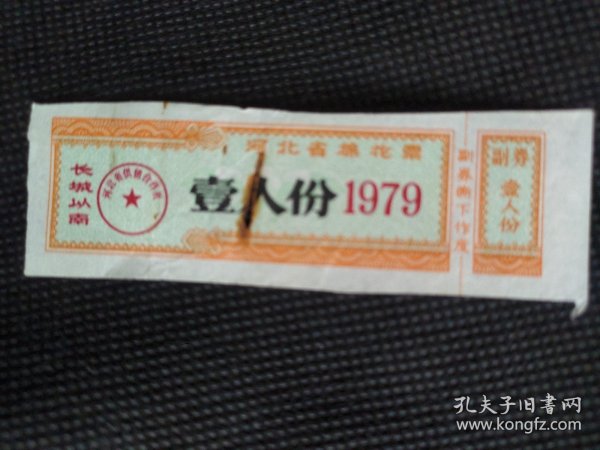 河北省棉花票
长城以南
河北省供销合作社
壹人份 1979
副券撕下作废
副券
壹人份
孔夫子旧书网
www.kongfz.com